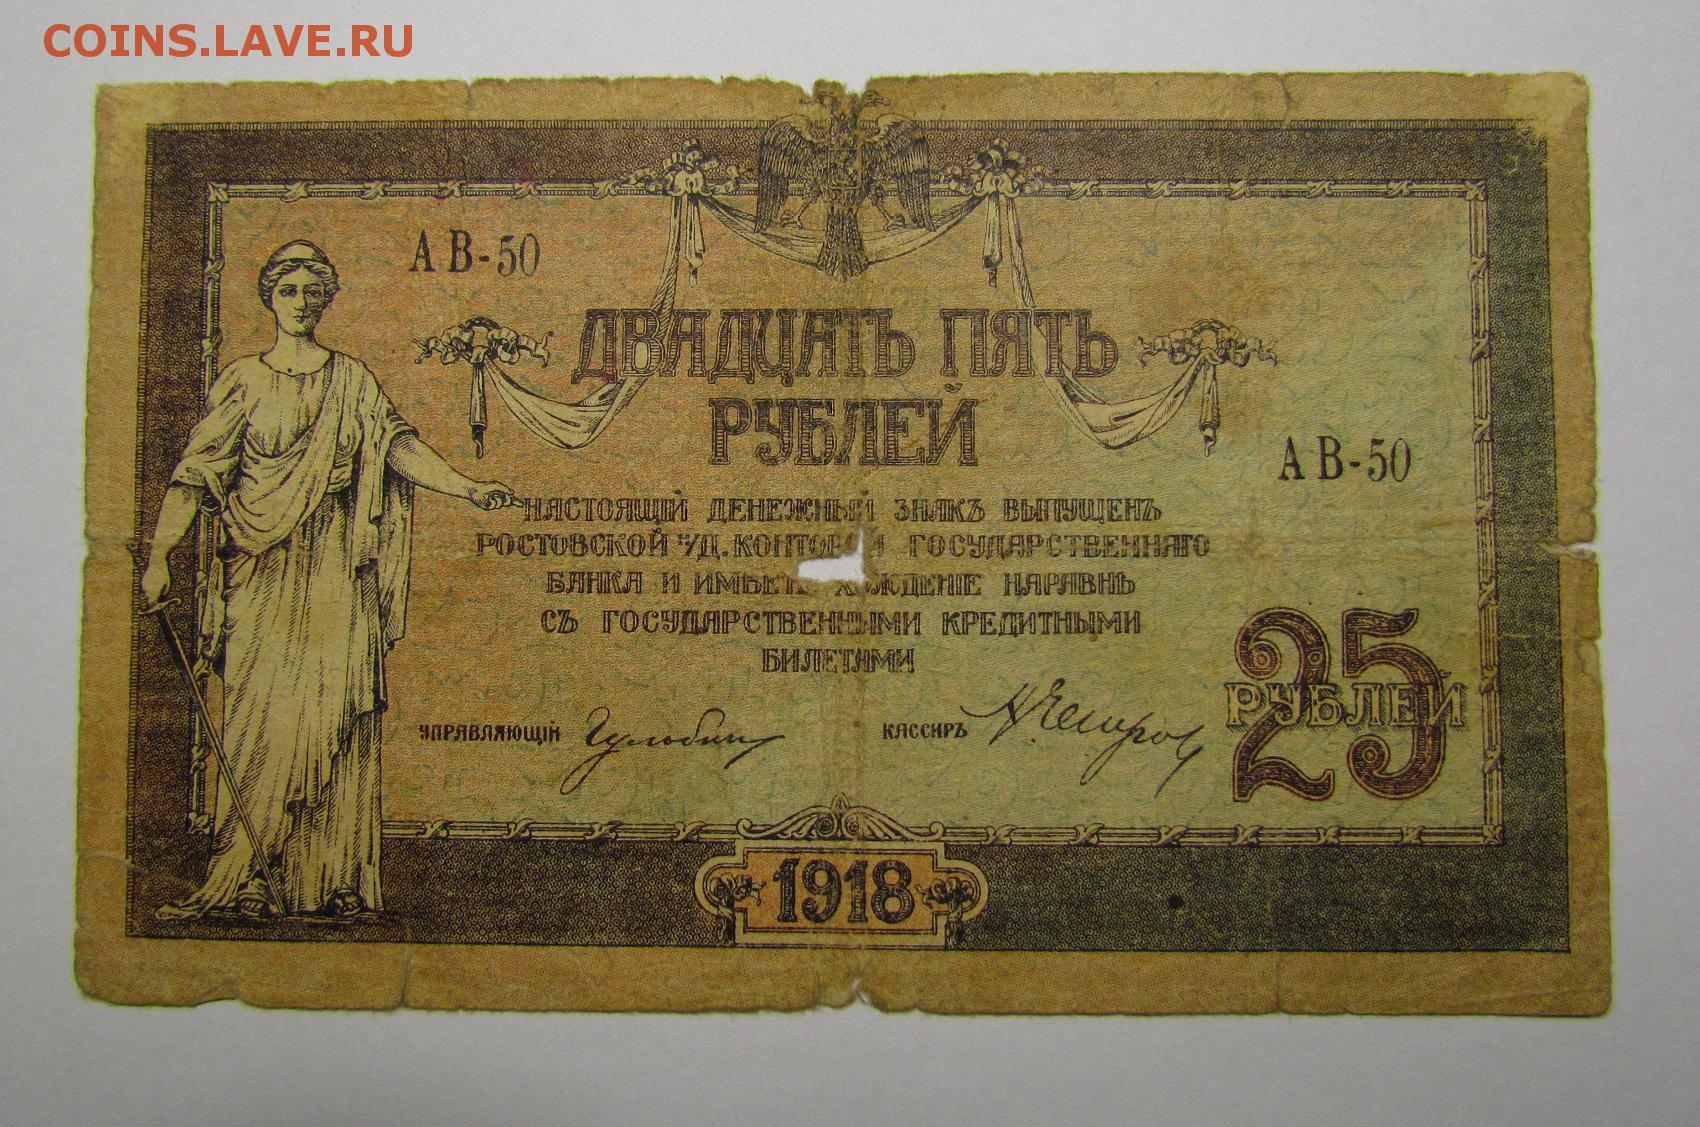 COINS.LAVE.RU
АВ-50
ДВАДЦАТЬ ПЯТЬ
РУБЛЕЙ
АВ-50
НАСТОЯЩІЙ ДЕНЕЖНЫЙ ЗНАКЪ ВЫПУЩЕНЪ
РОСТОВСКОЙ Н/Д. КОНТОРОЙ ГОСУДАРСТВЕННАГО
БАНКА И ИМѢЕТЪ ХОЖДЕНІЕ НАРАВНѢ
СЪ ГОСУДАРСТВЕННЫМИ КРЕДИТНЫМИ
БИЛЕТАМИ
25
РУБЛЕЙ
УПРАВЛЯЮЩІЙ КАССИРЪ
1918